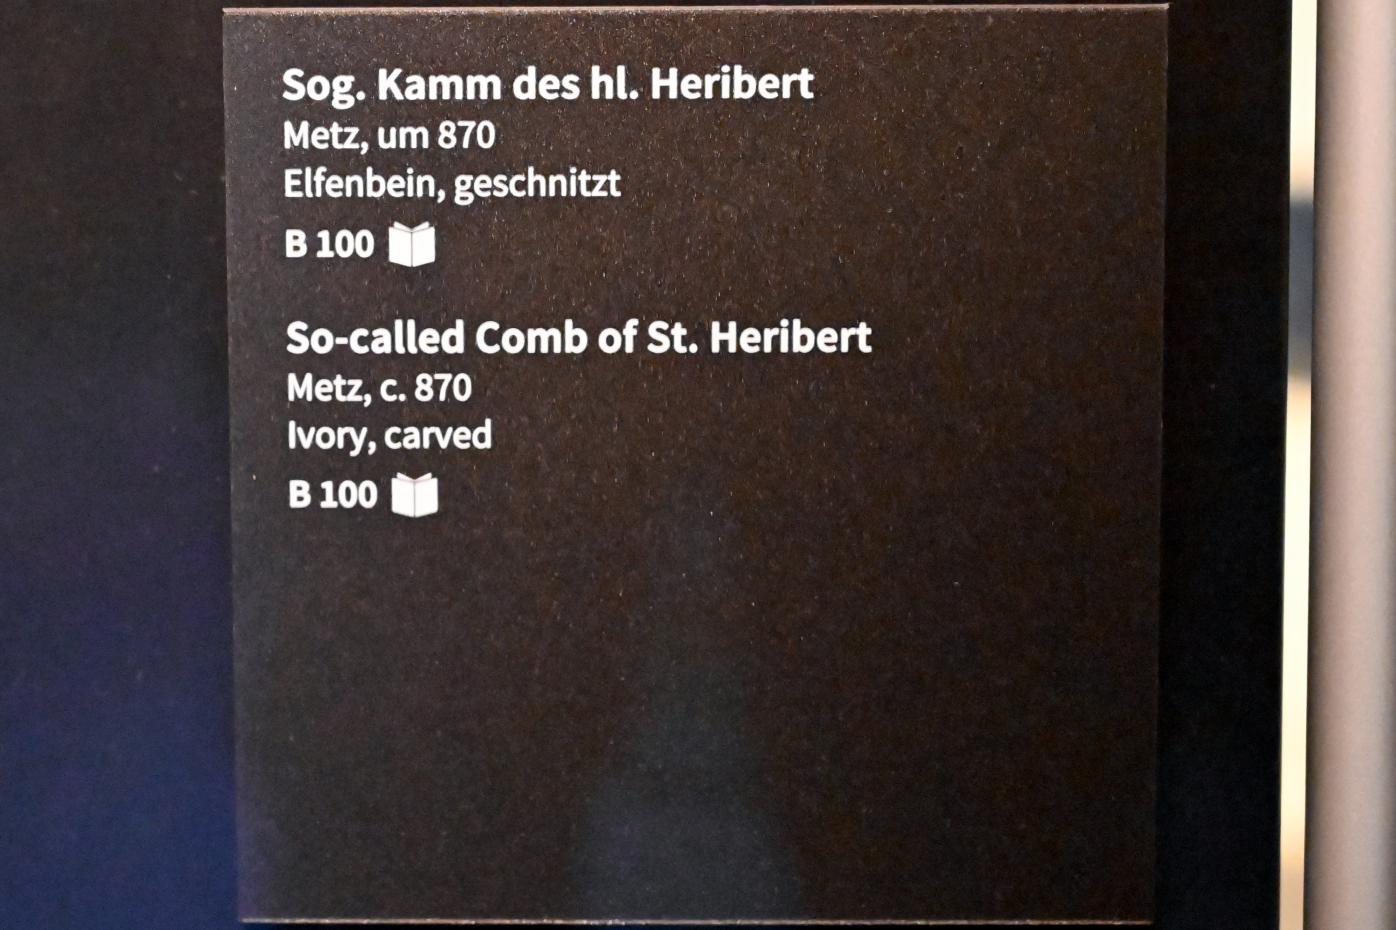 Sog. Kamm des hl. Heribert
Metz, um 870
Elfenbein, geschnitzt
B 100
So-called Comb of St. Heribert
Metz, c. 870
Ivory, carved
B 100